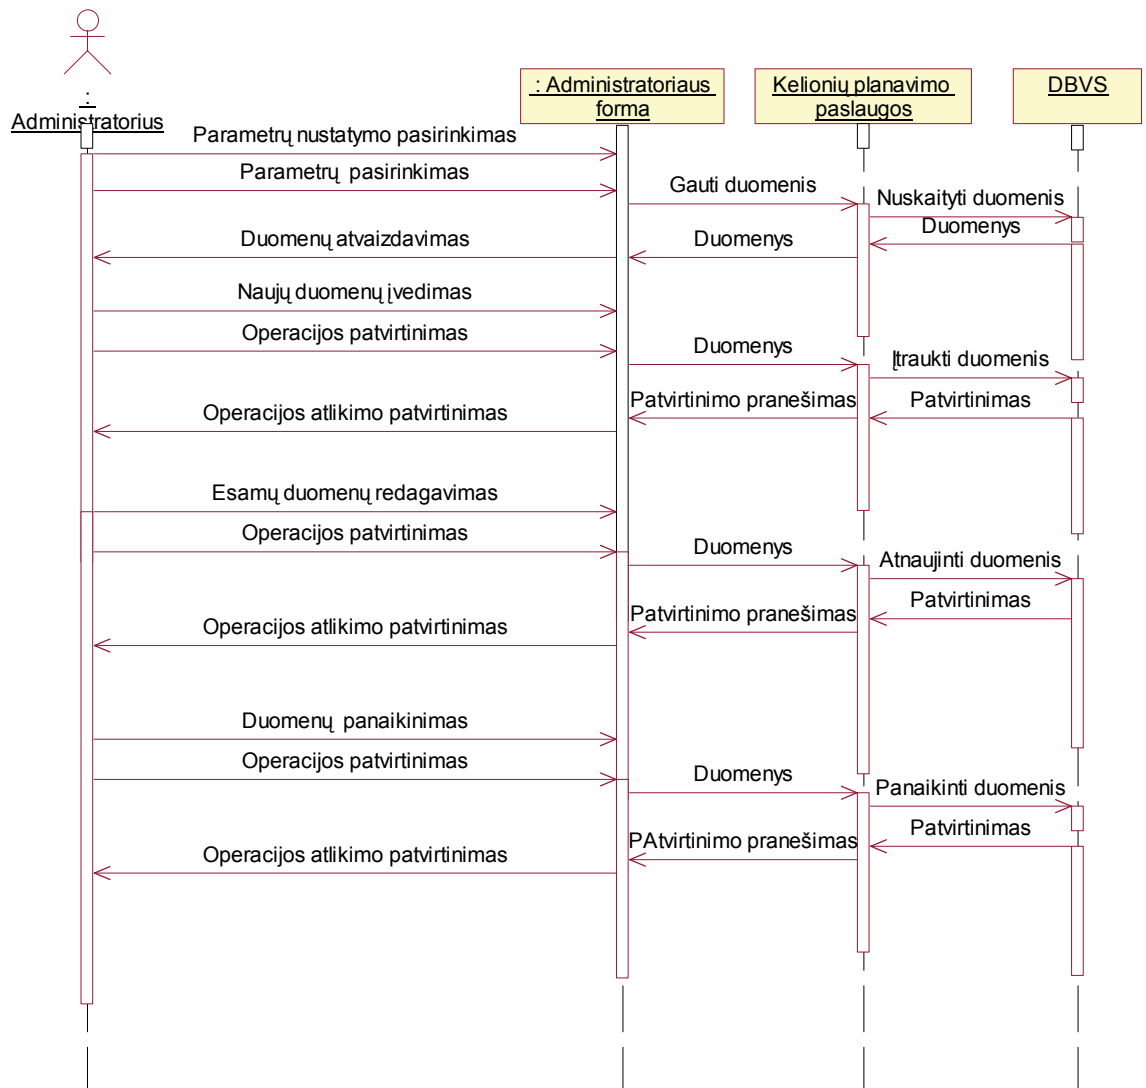 :
Administratorius
: Administratoriaus
forma
Kelionių planavimo
paslaugos
DBVS
Parametrų nustatymo pasirinkimas
Parametrų pasirinkimas
Gauti duomenis
Nuskaityti duomenis
Duomenys
Duomenys
Duomenų atvaizdavimas
Naujų duomenų įvedimas
Operacijos patvirtinimas
Duomenys
Įtraukti duomenis
Patvirtinimas
Patvirtinimo pranešimas
Operacijos atlikimo patvirtinimas
Esamų duomenų redagavimas
Operacijos patvirtinimas
Duomenys
Atnaujinti duomenis
Patvirtinimas
Patvirtinimo pranešimas
Operacijos atlikimo patvirtinimas
Duomenų panaikinimas
Operacijos patvirtinimas
Duomenys
Panaikinti duomenis
Patvirtinimas
PAtvirtinimo pranešimas
Operacijos atlikimo patvirtinimas